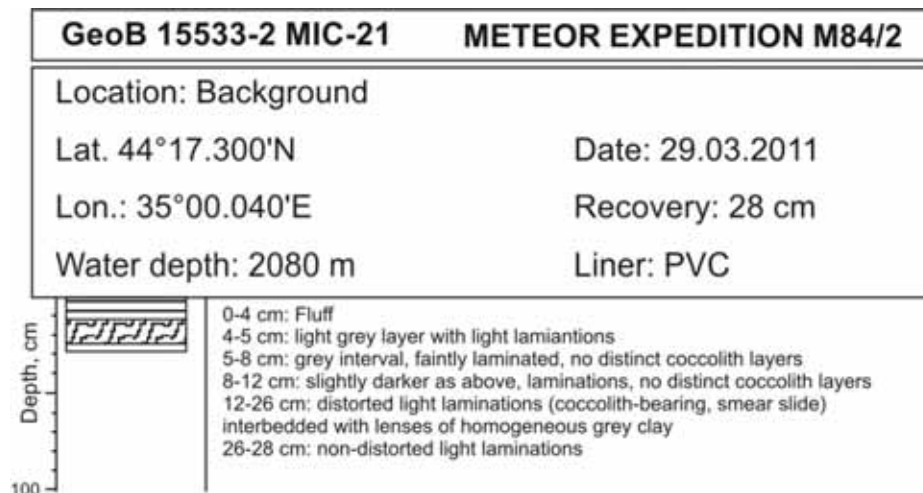 GeoB 15533-2 MIC-21 METEOR EXPEDITION M84/2
Location: Background
Lat. 44°17.300'N Date: 29.03.2011
Lon.: 35°00.040'E Recovery: 28 cm
Water depth: 2080 m Liner: PVC
0-4 cm: Fluff
4-5 cm: light grey layer with light lamiantions
5-8 cm: grey interval, faintly laminated, no distinct coccolith layers
8-12 cm: slightly darker as above, laminations, no distinct coccolith layers
12-26 cm: distorted light laminations (coccolith-bearing, smear slide)
interbedded with lenses of homogeneous grey clay
26-28 cm: non-distorted light laminations
Depth, cm
100